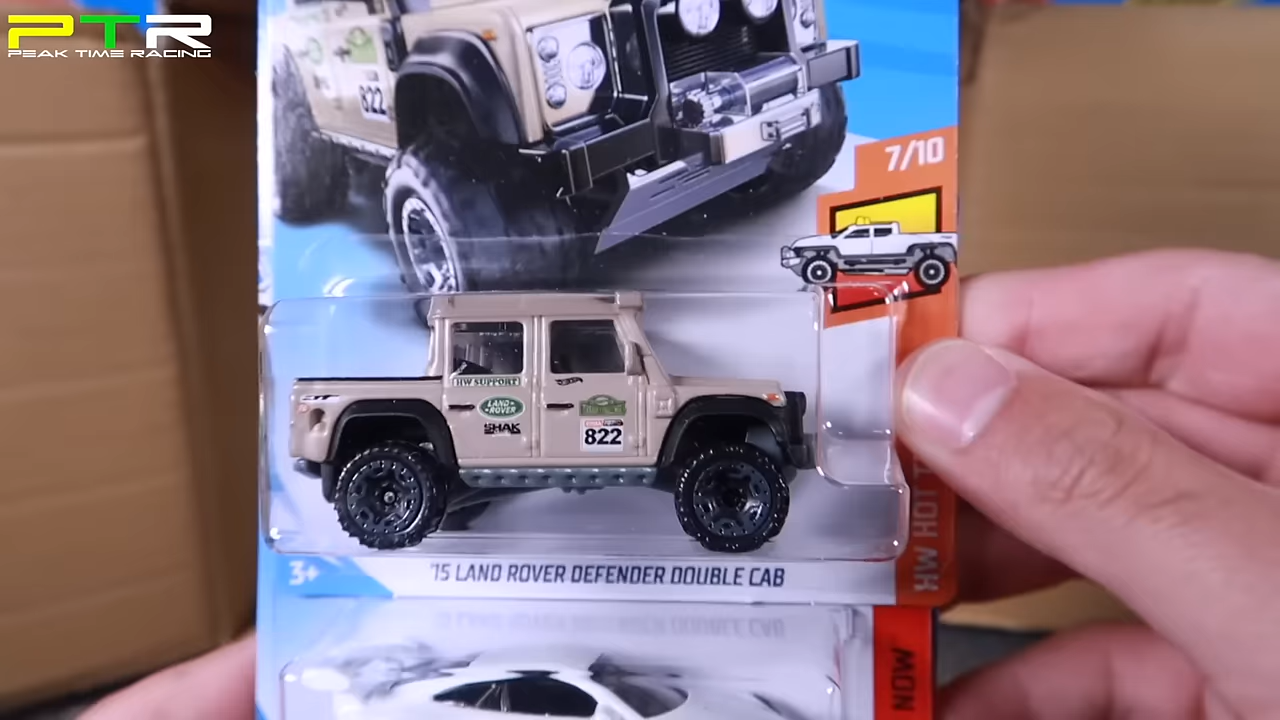 PTR
PEAK TIME RACING
822
7/10
HW SUPPORT
LAND-
ROVER
SHAK
822
HW HOT T
3+
'15 LAND ROVER DEFENDER DOUBLE CAB
NOW